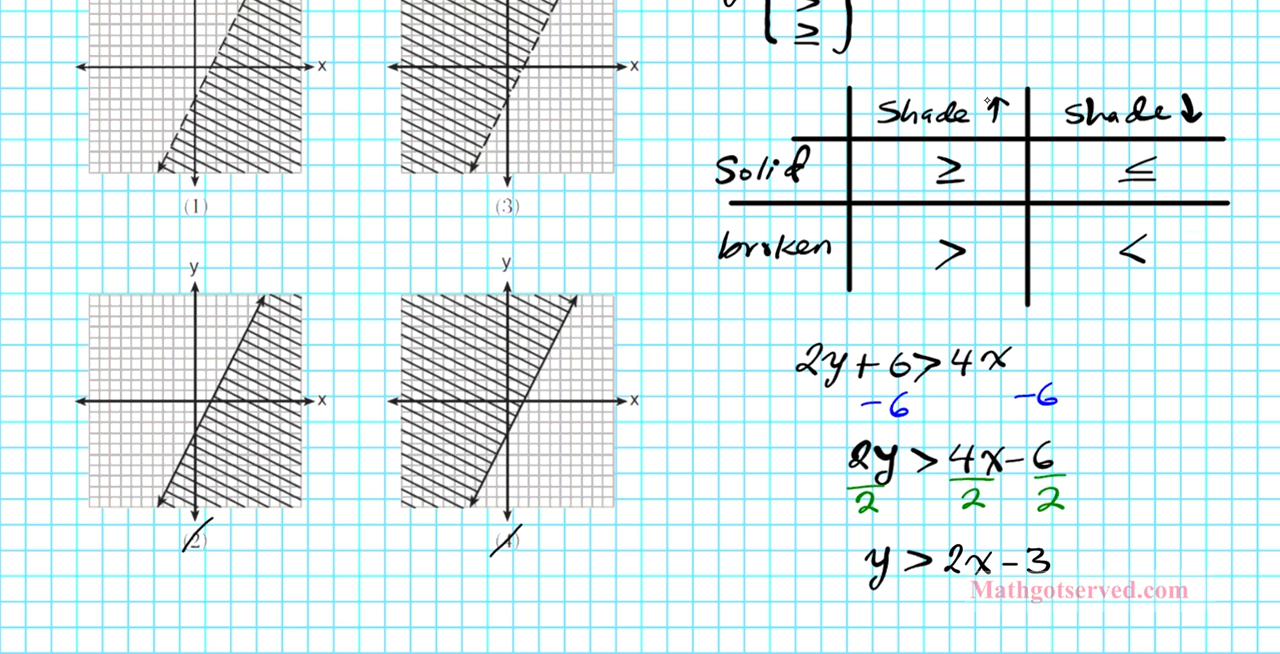 >
≥
x
x
(1)
(3)
Shade ↑ shade ↓
Solid ≥ ≤
broken > <
y
y
x
x
(2)
(4)
2y + 6 > 4x
-6 -6
2y > 4x - 6
2 2 2
y > 2x - 3
Mathgotserved.com